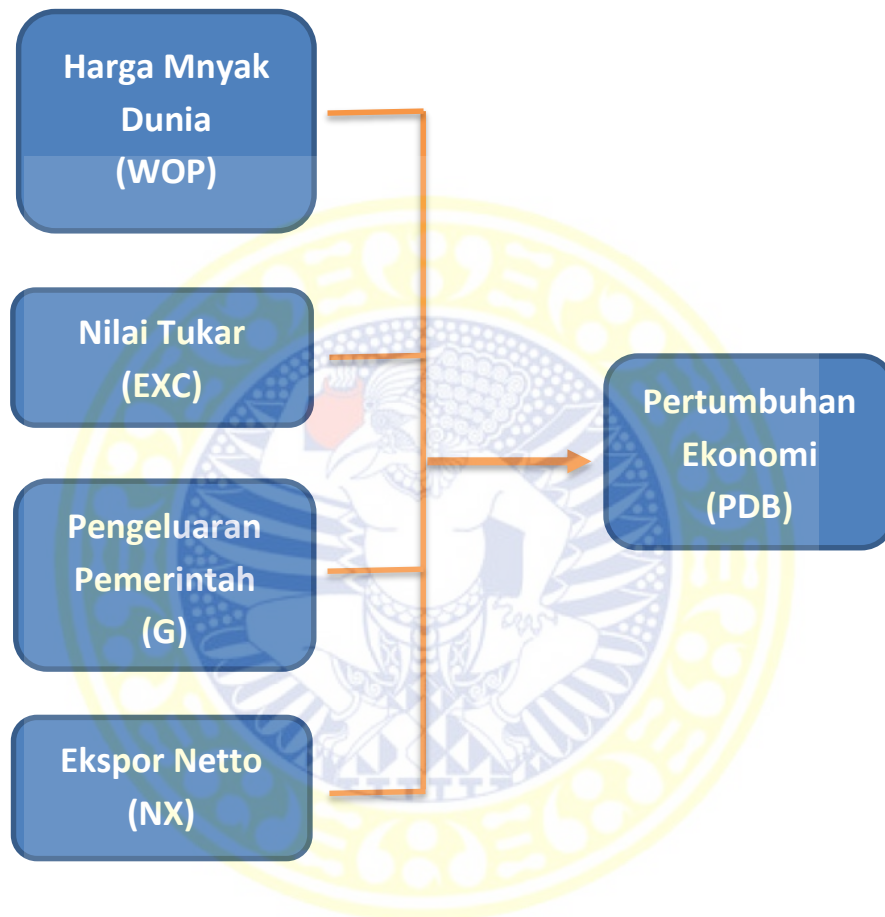 Harga Mnyak
Dunia
(WOP)
Nilai Tukar
(EXC)
Pengeluaran
Pemerintah
(G)
Ekspor Netto
(NX)
Pertumbuhan
Ekonomi
(PDB)